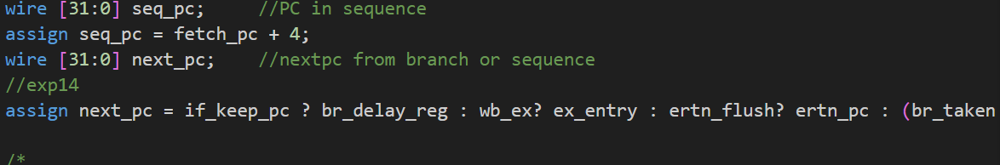 wire [31:0] seq_pc;     //PC in sequence
assign seq_pc = fetch_pc + 4;
wire [31:0] next_pc;    //nextpc from branch or sequence
//exp14
assign next_pc = if_keep_pc ? br_delay_reg : wb_ex? ex_entry : ertn_flush? ertn_pc : (br_taken
/*